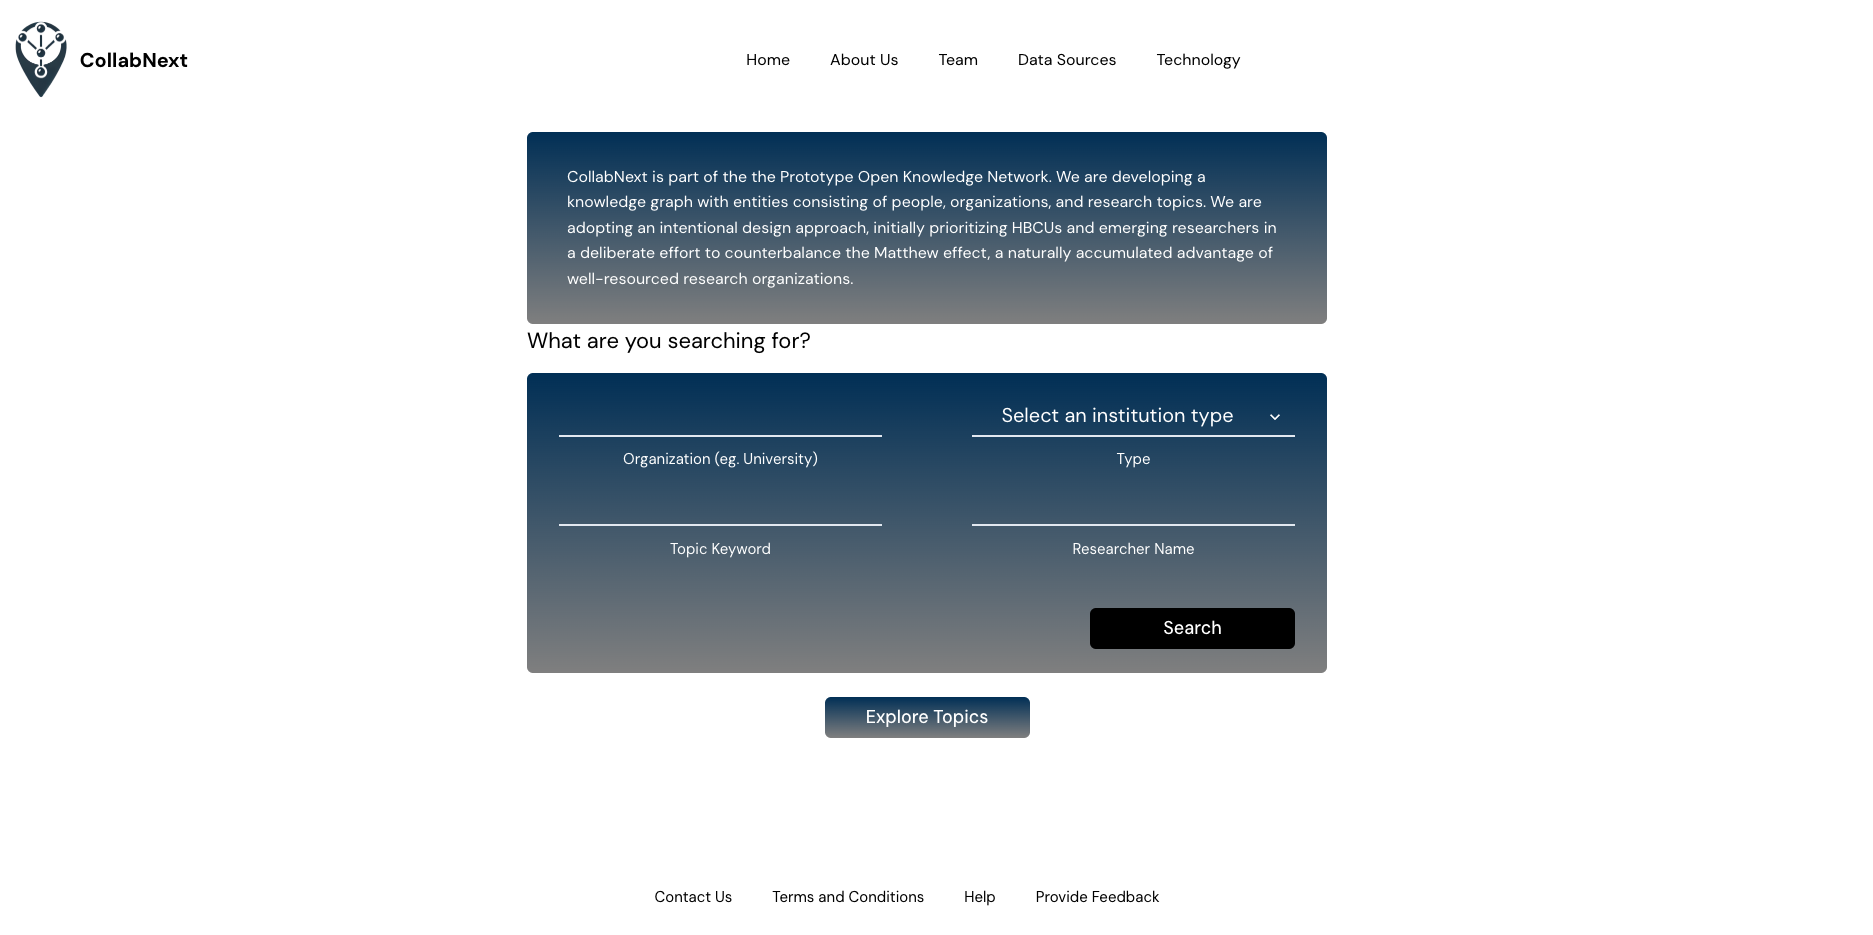 CollabNext
Home About Us Team Data Sources Technology
CollabNext is part of the the Prototype Open Knowledge Network. We are developing a
knowledge graph with entities consisting of people, organizations, and research topics. We are
adopting an intentional design approach, initially prioritizing HBCUs and emerging researchers in
a deliberate effort to counterbalance the Matthew effect, a naturally accumulated advantage of
well-resourced research organizations.
What are you searching for?
Select an institution type
Organization (eg. University) Type
Topic Keyword Researcher Name
Search
Explore Topics
Contact Us Terms and Conditions Help Provide Feedback